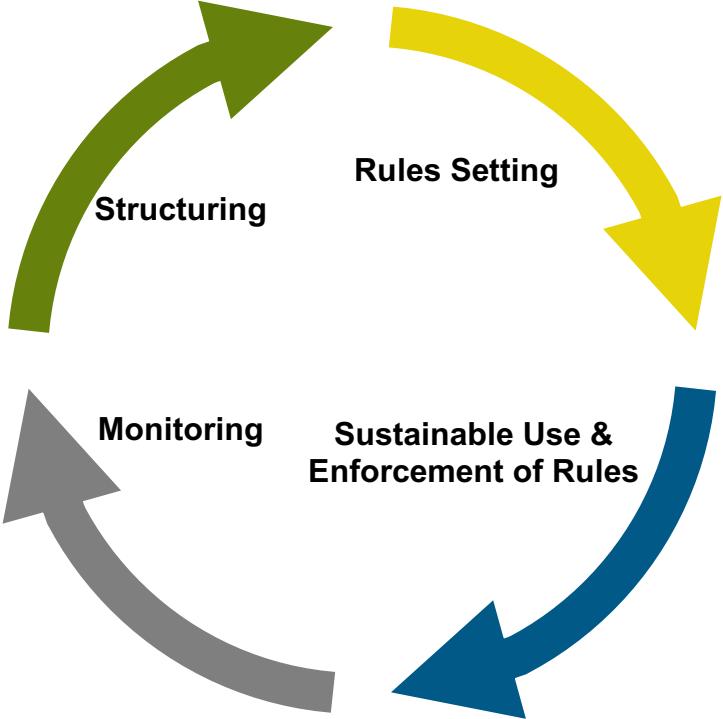 Rules Setting
Structuring
Monitoring
Sustainable Use &
Enforcement of Rules